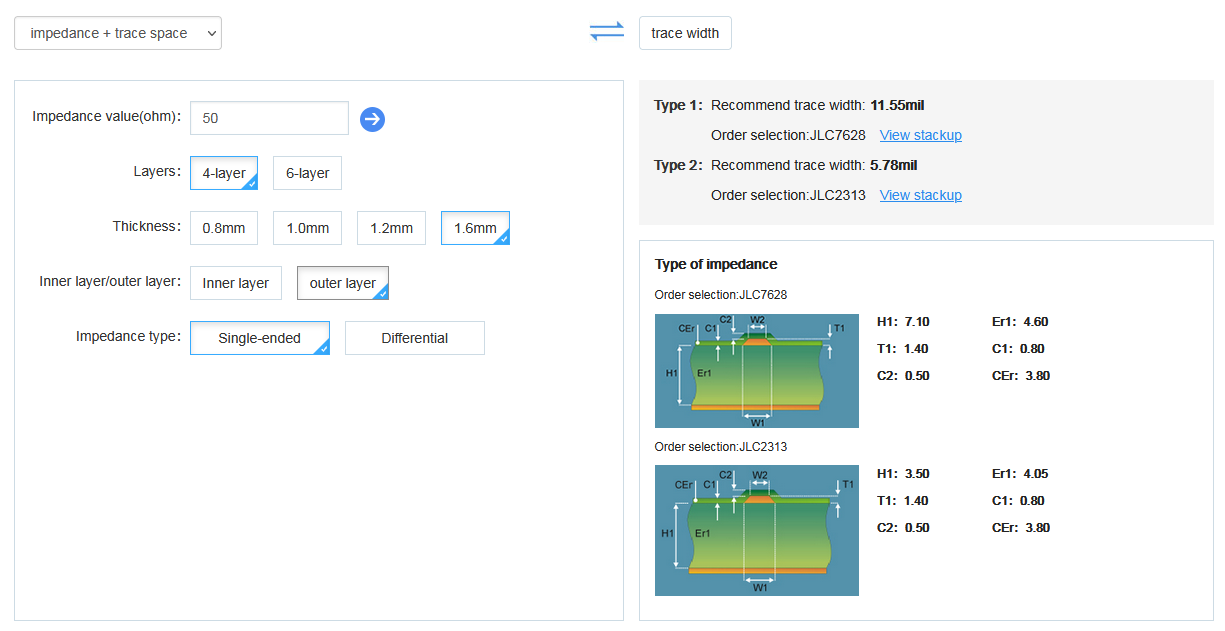 impedance + trace space
trace width
Impedance value(ohm):
50
Layers:
4-layer
6-layer
Thickness:
0.8mm
1.0mm
1.2mm
1.6mm
Inner layer/outer layer:
Inner layer
outer layer
Impedance type:
Single-ended
Differential
Type 1: Recommend trace width: 11.55mil
Order selection:JLC7628 View stackup
Type 2: Recommend trace width: 5.78mil
Order selection:JLC2313 View stackup
Type of impedance
Order selection:JLC7628
C2 W2
CEr C1 T1
H1 Er1
W1
H1: 7.10 Er1: 4.60
T1: 1.40 C1: 0.80
C2: 0.50 CEr: 3.80
Order selection:JLC2313
C2 W2
CEr C1 T1
H1 Er1
W1
H1: 3.50 Er1: 4.05
T1: 1.40 C1: 0.80
C2: 0.50 CEr: 3.80